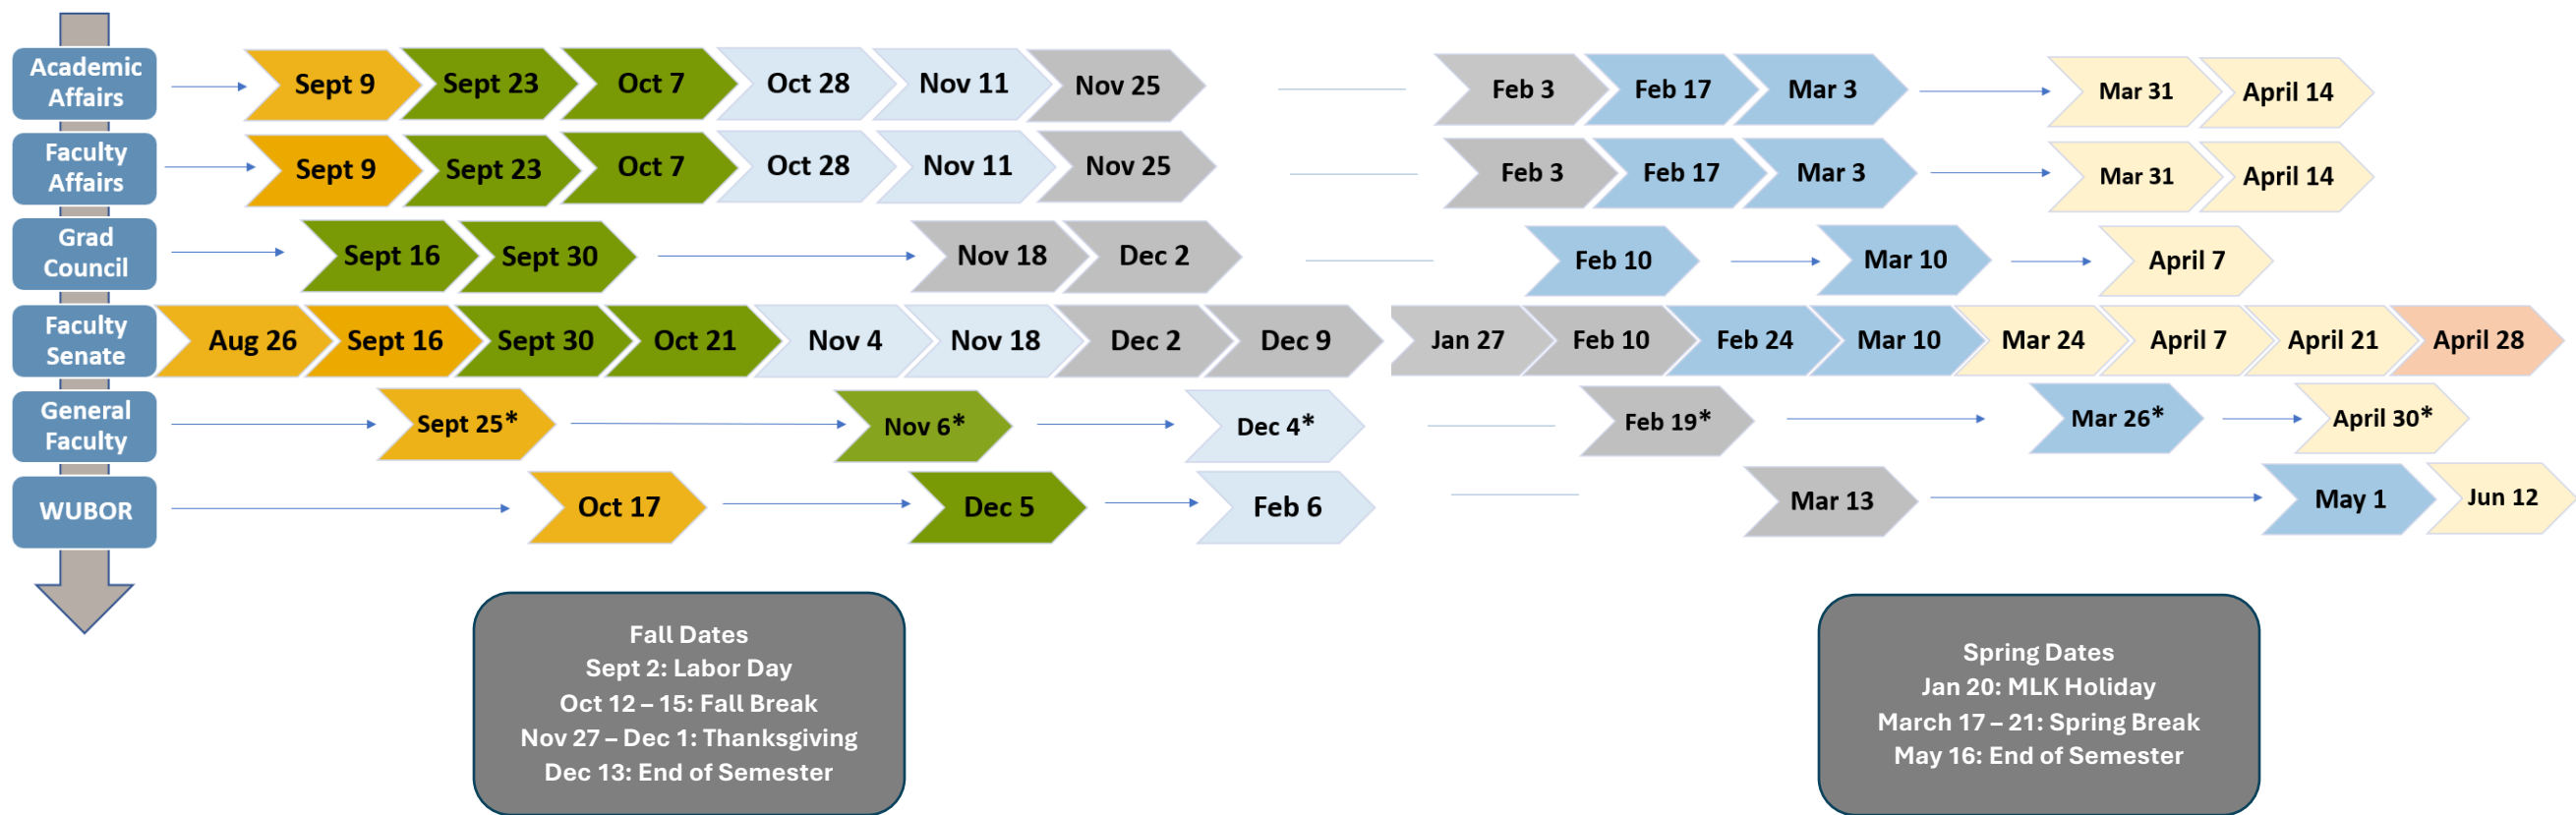 Academic
Affairs
Sept 9
Sept 23
Oct 7
Oct 28
Nov 11
Nov 25
Feb 3
Feb 17
Mar 3
Mar 31
April 14
Faculty
Affairs
Sept 9
Sept 23
Oct 7
Oct 28
Nov 11
Nov 25
Feb 3
Feb 17
Mar 3
Mar 31
April 14
Grad
Council
Sept 16
Sept 30
Nov 18
Dec 2
Feb 10
Mar 10
April 7
Faculty
Senate
Aug 26
Sept 16
Sept 30
Oct 21
Nov 4
Nov 18
Dec 2
Dec 9
Jan 27
Feb 10
Feb 24
Mar 10
Mar 24
April 7
April 21
April 28
General
Faculty
Sept 25*
Nov 6*
Dec 4*
Feb 19*
Mar 26*
April 30*
WUBOR
Oct 17
Dec 5
Feb 6
Mar 13
May 1
Jun 12
Fall Dates
Sept 2: Labor Day
Oct 12 – 15: Fall Break
Nov 27 – Dec 1: Thanksgiving
Dec 13: End of Semester
Spring Dates
Jan 20: MLK Holiday
March 17 – 21: Spring Break
May 16: End of Semester